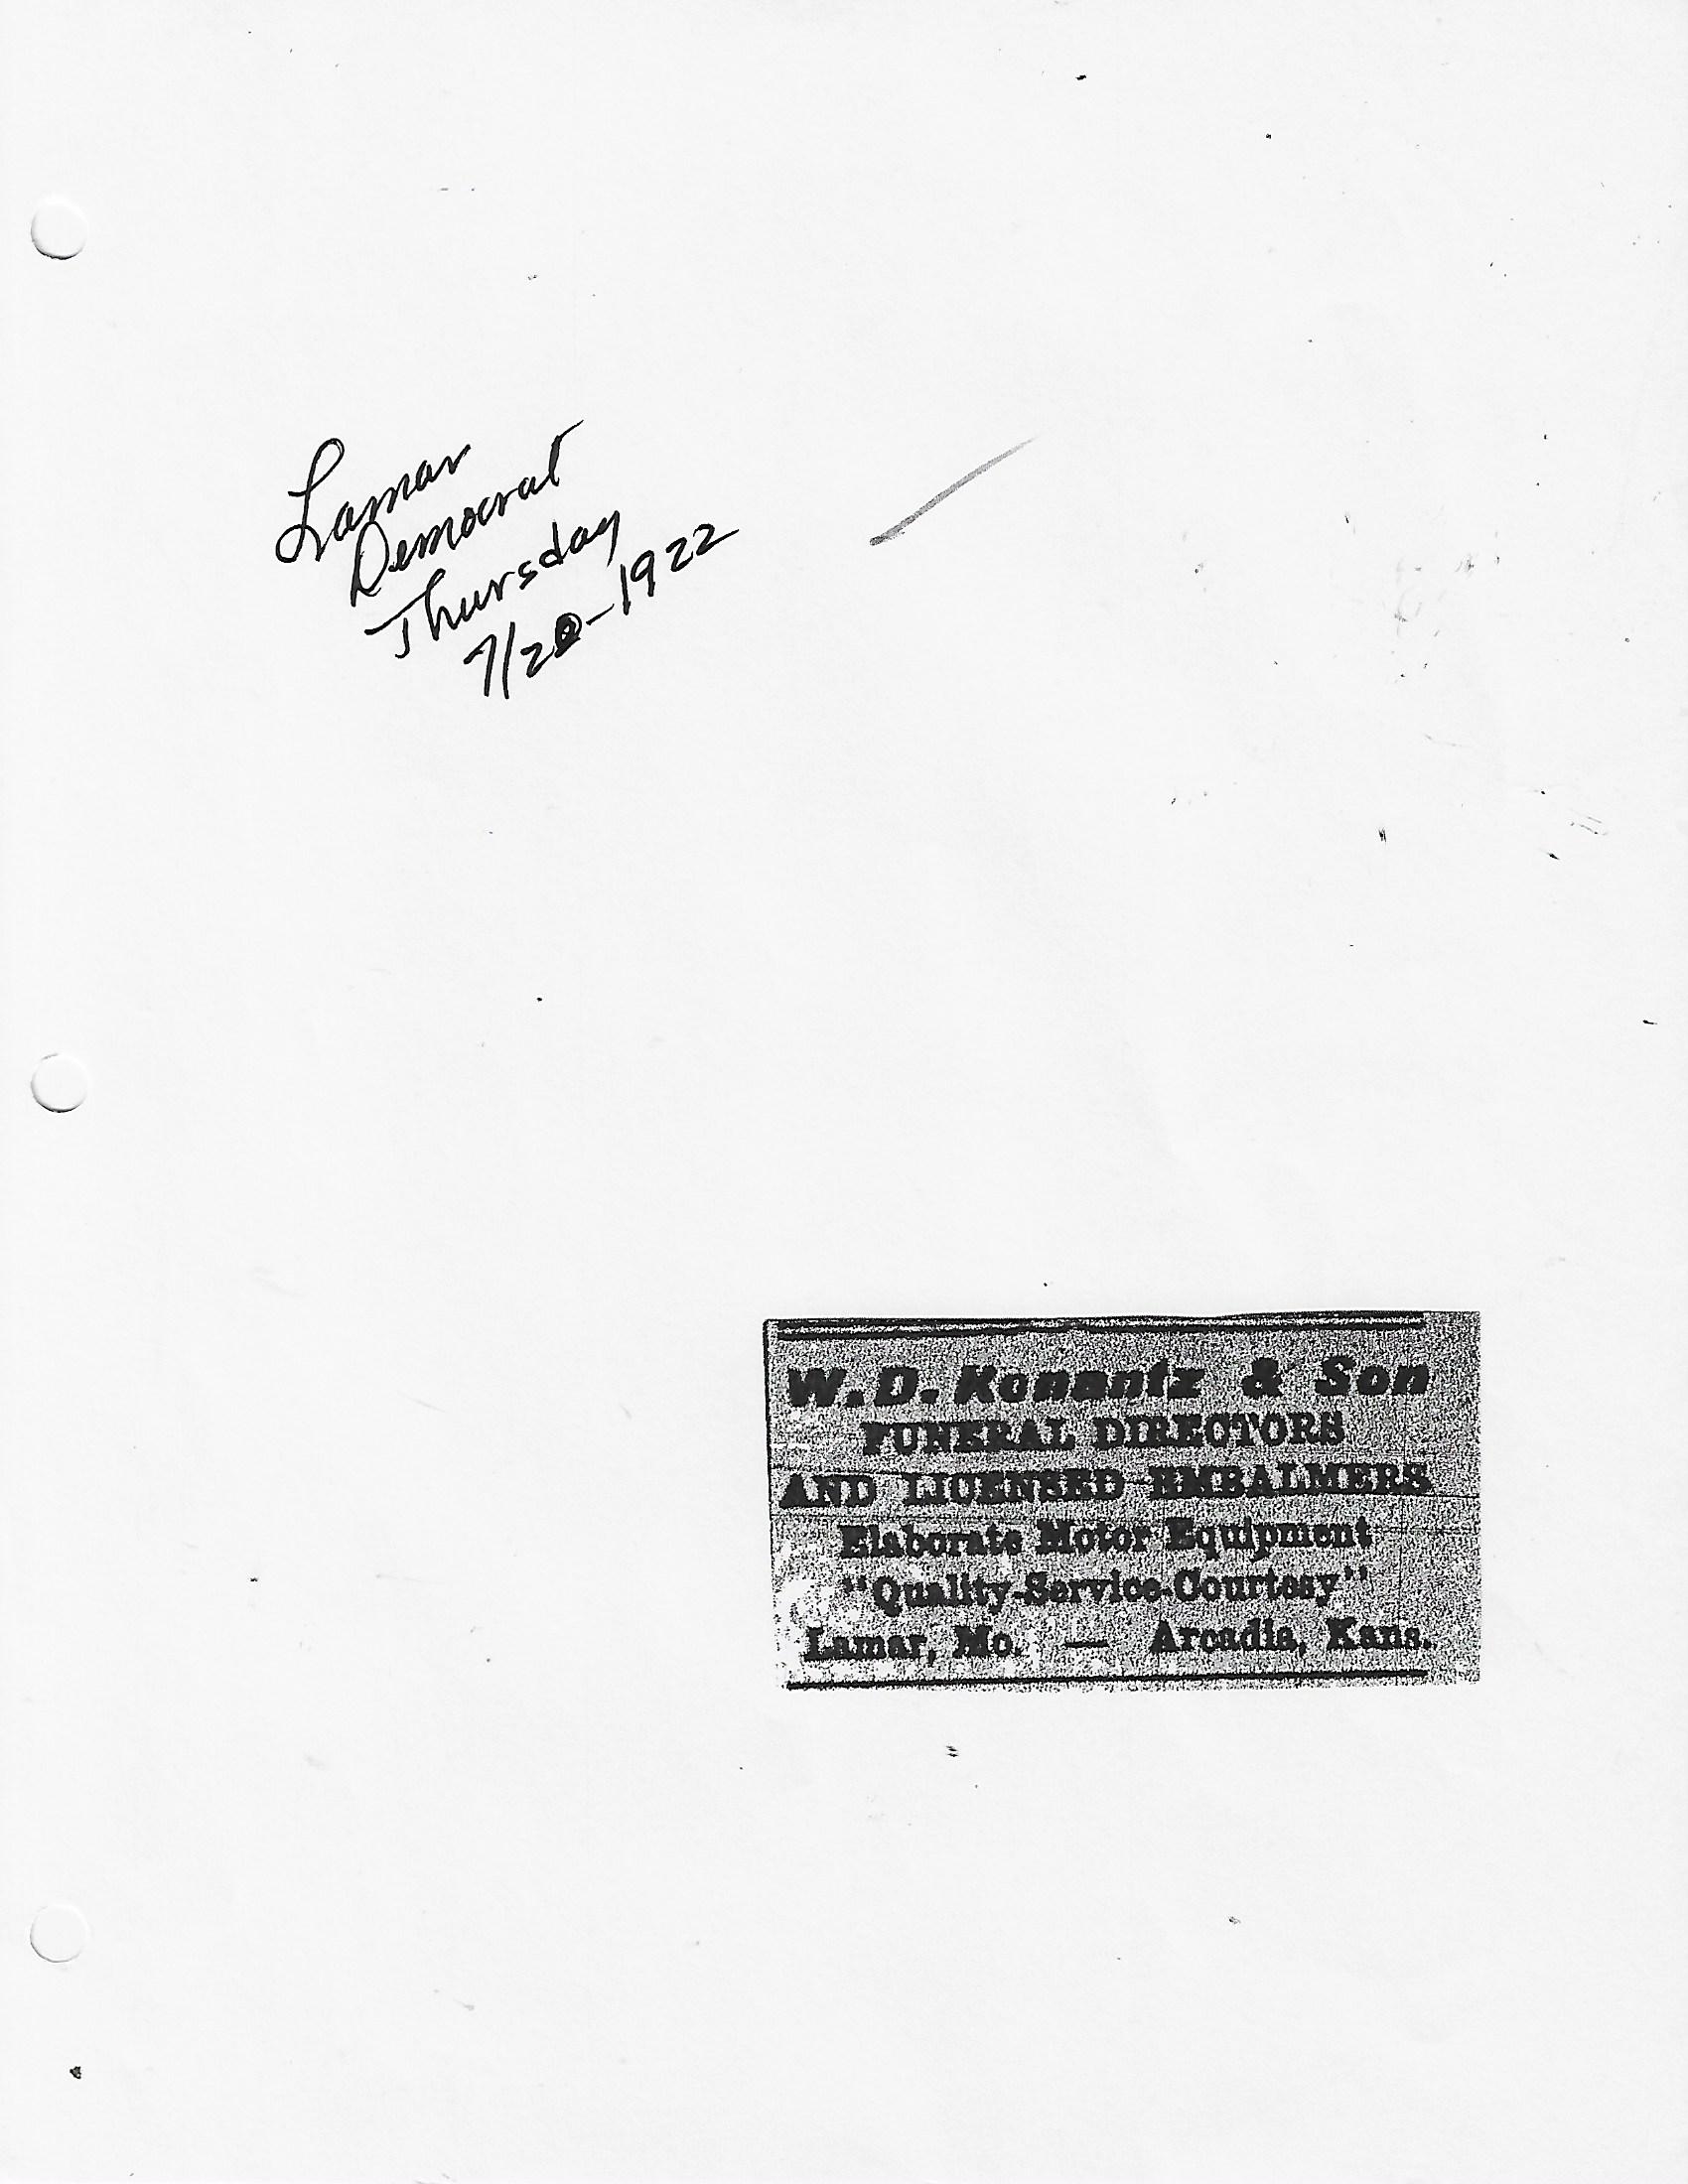 Lamar
Democrat
Thursday
7/20-1922
W. D. Konantz & Son
FUNERAL DIRECTORS
AND LICENSED EMBALMERS
Elaborate Motor Equipment
"Quality-Service-Courtesy"
Lamar, Mo. — Arcadia, Kans.